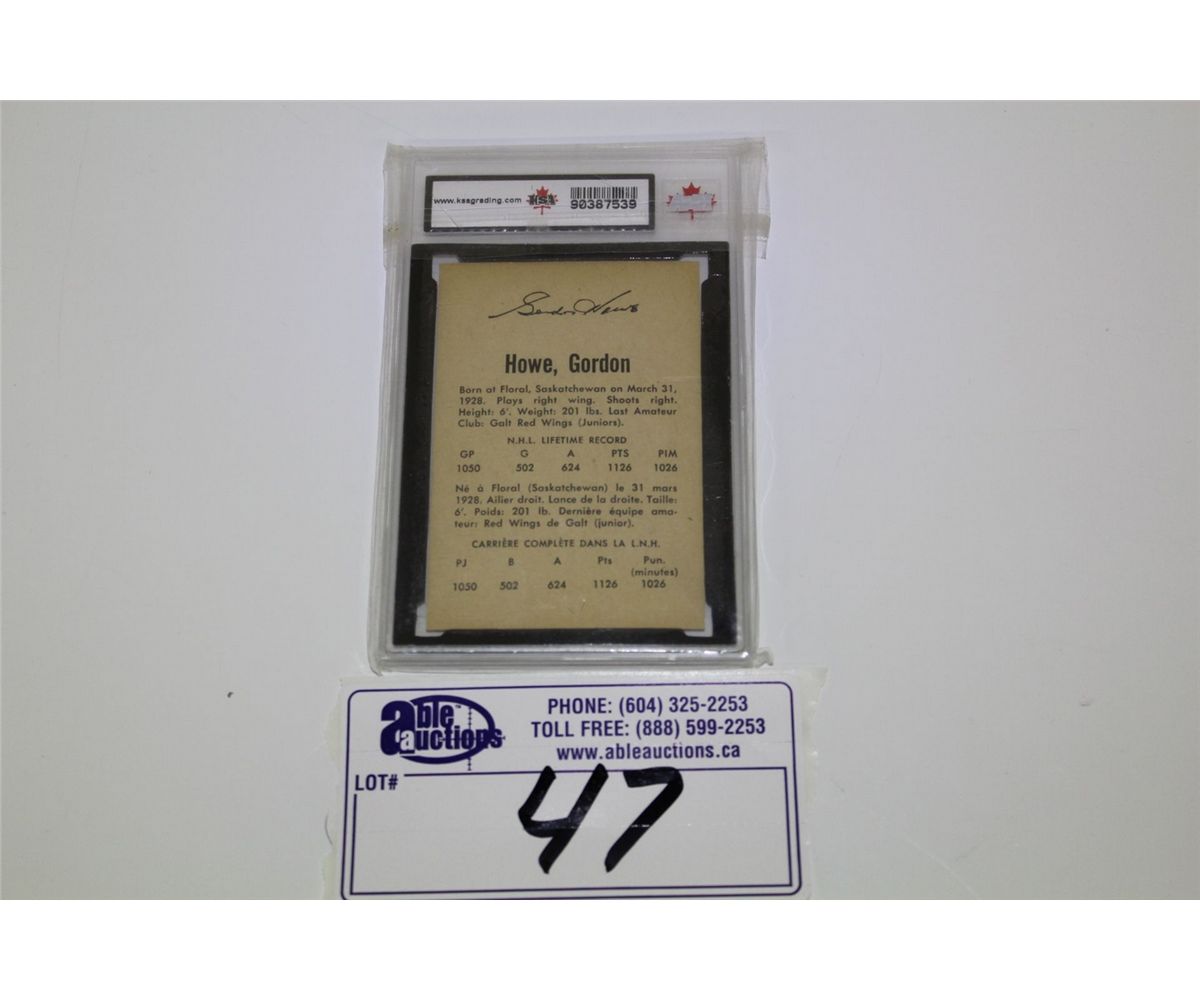 www.ksagrading.com KSA 90387539
Gordon Howe
Howe, Gordon
Born at Floral, Saskatchewan on March 31,
1928. Plays right wing. Shoots right.
Height: 6'. Weight: 201 lbs. Last Amateur
Club: Galt Red Wings (Juniors).
N.H.L. LIFETIME RECORD
GP G A PTS PIM
1050 502 624 1126 1026
Né à Floral (Saskatchewan) le 31 mars
1928. Ailier droit. Lance de la droite. Taille:
6'. Poids: 201 lb. Dernière équipe ama-
teur: Red Wings de Galt (junior).
CARRIÈRE COMPLÈTE DANS LA L.N.H.
PJ B A Pts Pun.
(minutes)
1050 502 624 1126 1026
able™
auctions
PHONE: (604) 325-2253
TOLL FREE: (888) 599-2253
www.ableauctions.ca
LOT#
47